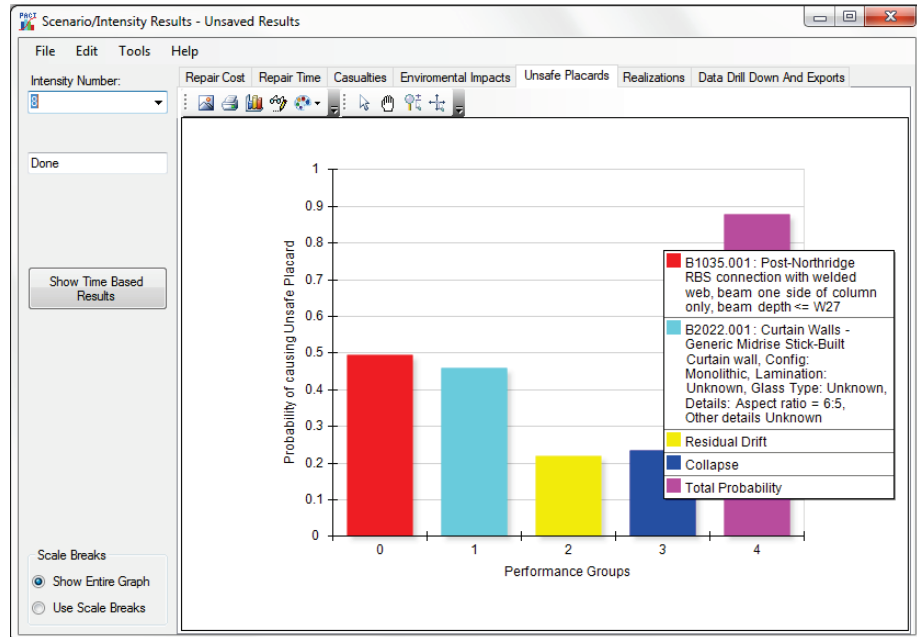 PACT
Scenario/Intensity Results - Unsaved Results
File Edit Tools Help
Intensity Number:
8
Done
Show Time Based
Results
Scale Breaks
Show Entire Graph
Use Scale Breaks
Repair Cost Repair Time Casualties Enviromental Impacts Unsafe Placards Realizations Data Drill Down And Exports
Probability of causing Unsafe Placard
1
0.9
0.8
0.7
0.6
0.5
0.4
0.3
0.2
0.1
0
0 1 2 3 4
Performance Groups
B1035.001: Post-Northridge
RBS connection with welded
web, beam one side of column
only, beam depth <= W27
B2022.001: Curtain Walls -
Generic Midrise Stick-Built
Curtain wall, Config:
Monolithic, Lamination:
Unknown, Glass Type: Unknown,
Details: Aspect ratio = 6:5,
Other details Unknown
Residual Drift
Collapse
Total Probability